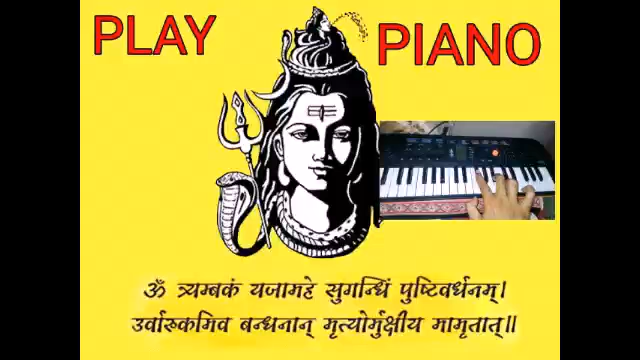 PLAY PIANO
ॐ त्र्यम्बकं यजामहे सुगन्धिं पुष्टिवर्धनम्।
उर्वारुकमिव बन्धनान् मृत्योर्मुक्षीय मामृतात्॥